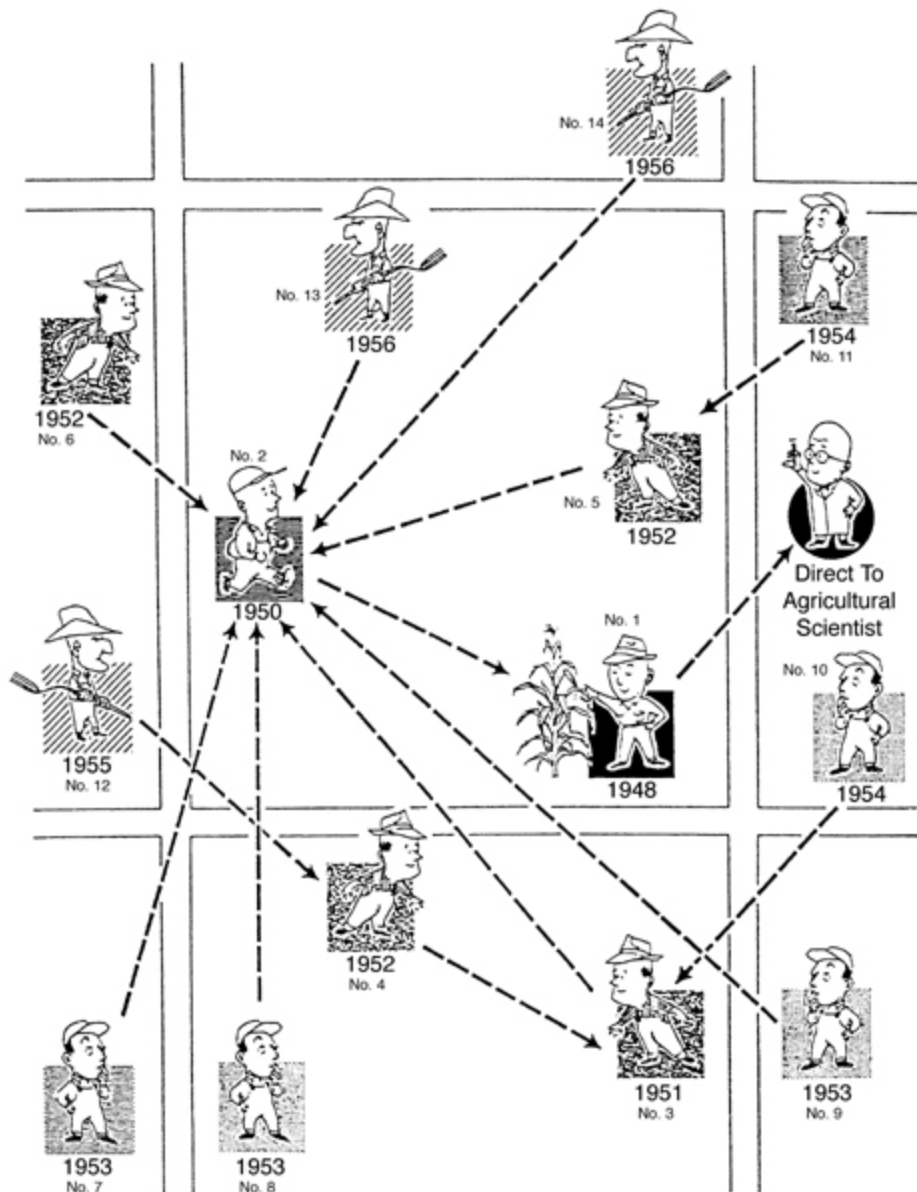 No. 14
1956
No. 13
1956
1954
No. 11
1952
No. 6
No. 2
No. 5
1952
1950
Direct To
Agricultural
Scientist
No. 1
1948
No. 10
1954
1955
No. 12
1952
No. 4
1951
No. 3
1953
No. 9
1953
No. 7
1953
No. 8